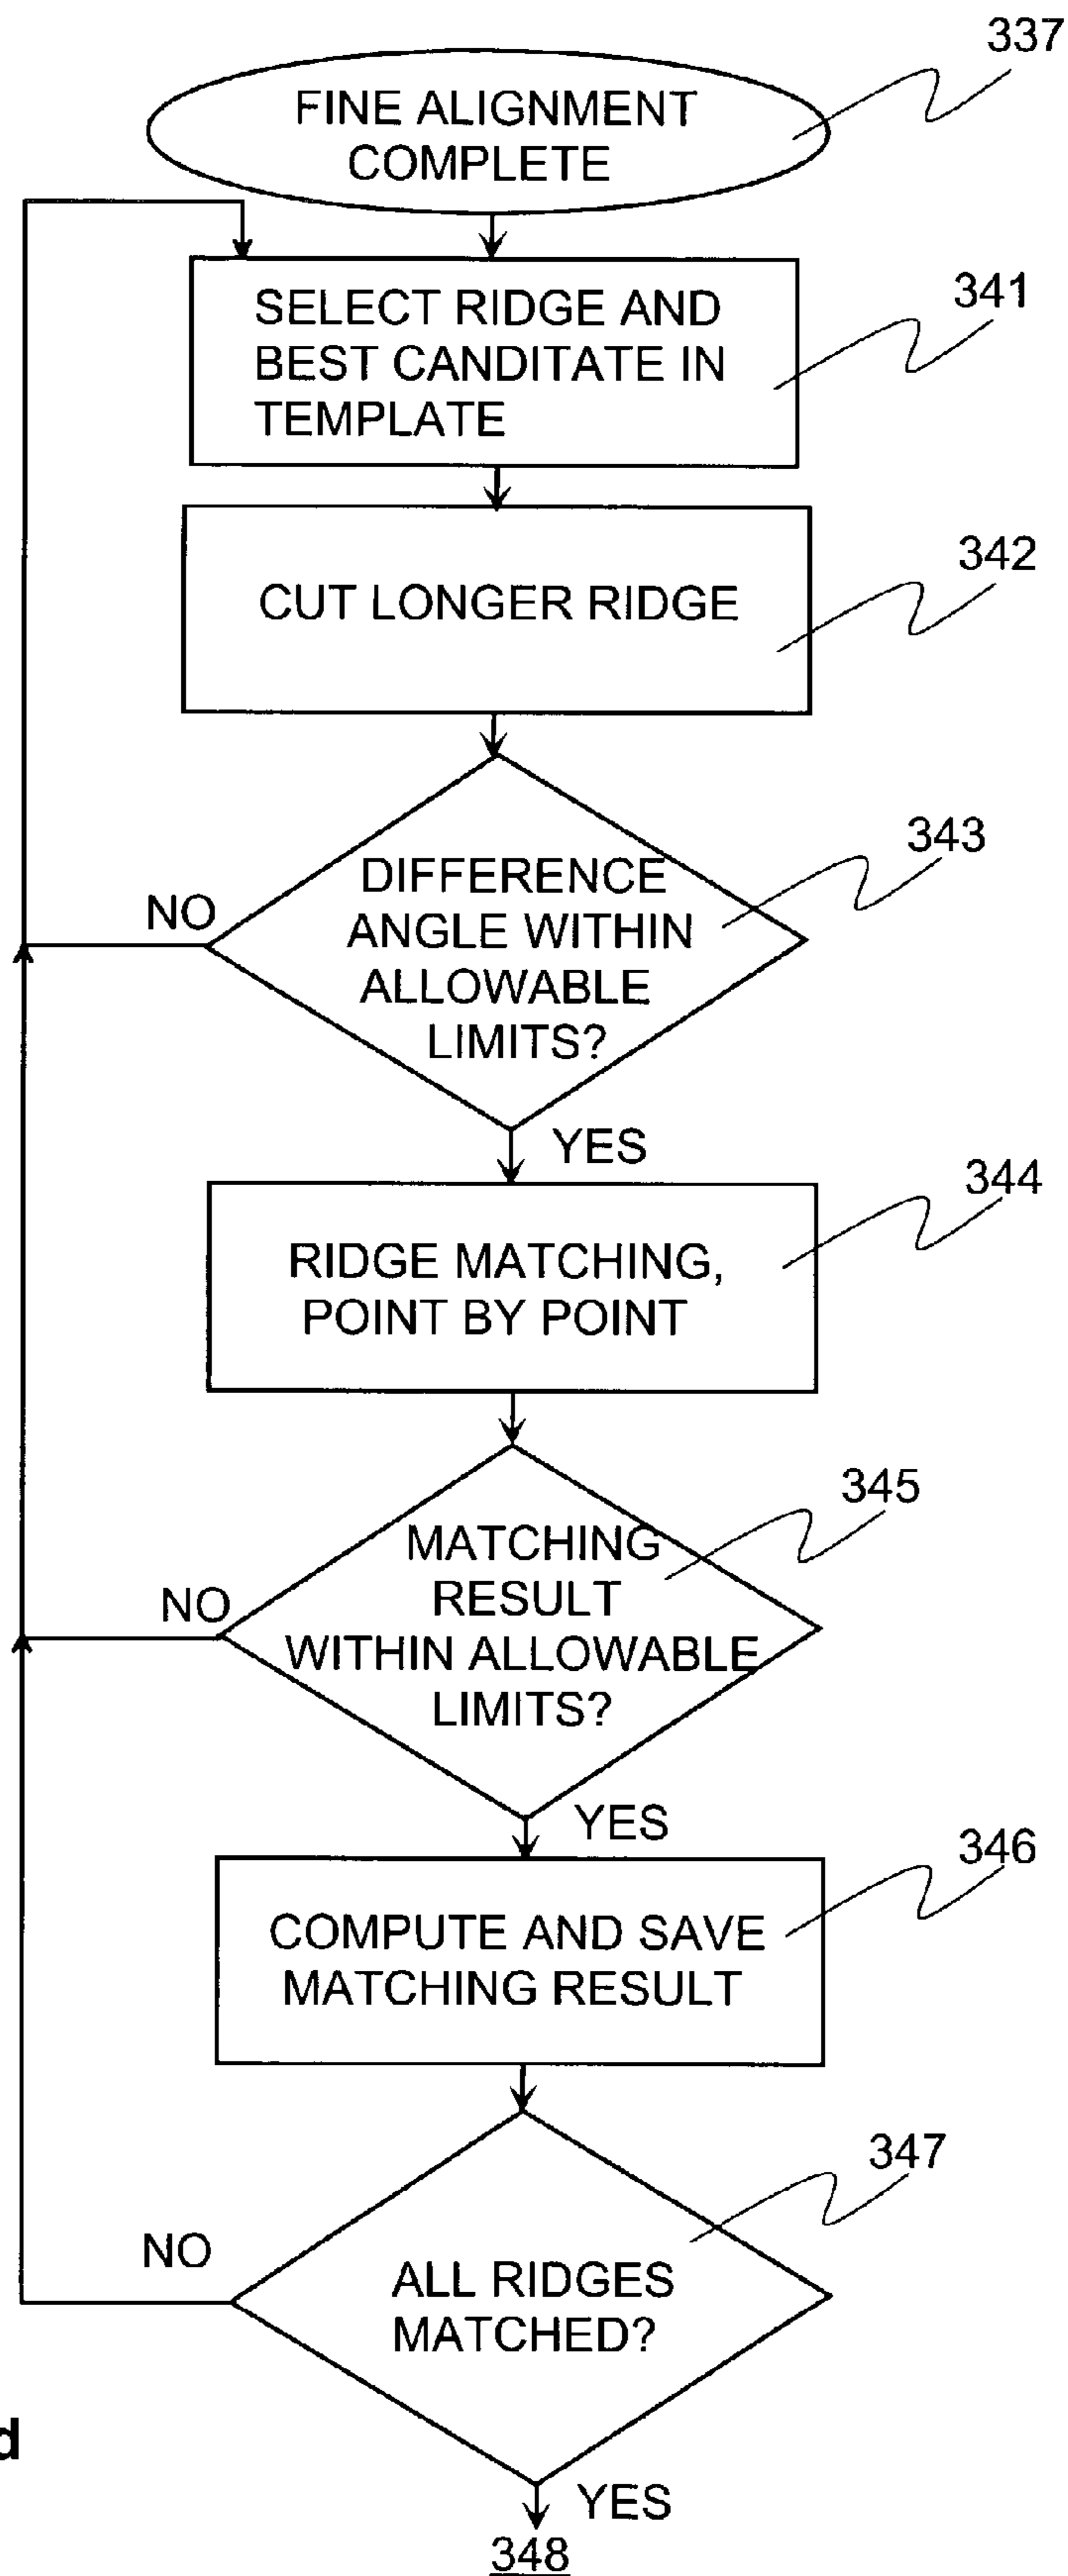 337
FINE ALIGNMENT
COMPLETE
341
SELECT RIDGE AND
BEST CANDITATE IN
TEMPLATE
342
CUT LONGER RIDGE
343
DIFFERENCE
ANGLE WITHIN
ALLOWABLE
LIMITS?
NO
YES
344
RIDGE MATCHING,
POINT BY POINT
345
MATCHING
RESULT
WITHIN ALLOWABLE
LIMITS?
NO
YES
346
COMPUTE AND SAVE
MATCHING RESULT
347
ALL RIDGES
MATCHED?
NO
d
YES
348